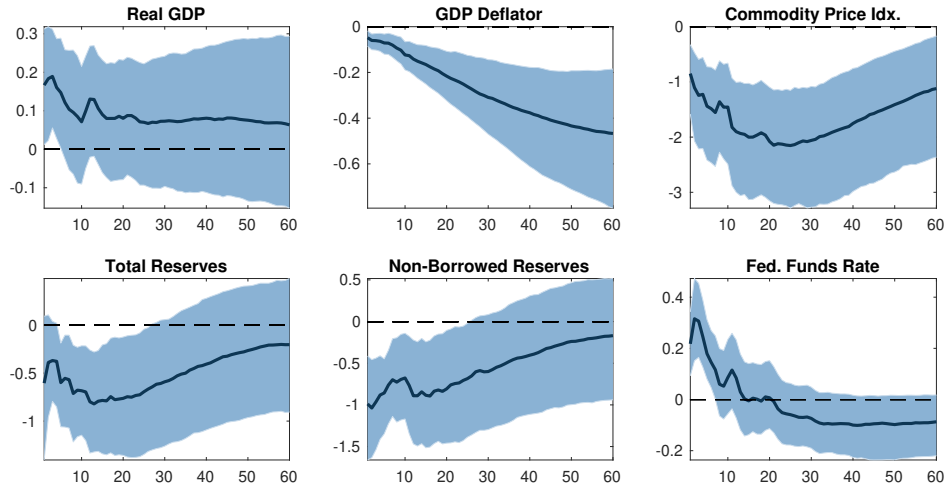 Real GDP
0.3
0.2
0.1
0
-0.1
10 20 30 40 50 60
GDP Deflator
0
-0.2
-0.4
-0.6
10 20 30 40 50 60
Commodity Price Idx.
0
-1
-2
-3
10 20 30 40 50 60
Total Reserves
0
-0.5
-1
10 20 30 40 50 60
Non-Borrowed Reserves
0.5
0
-0.5
-1
-1.5
10 20 30 40 50 60
Fed. Funds Rate
0.4
0.2
0
-0.2
10 20 30 40 50 60